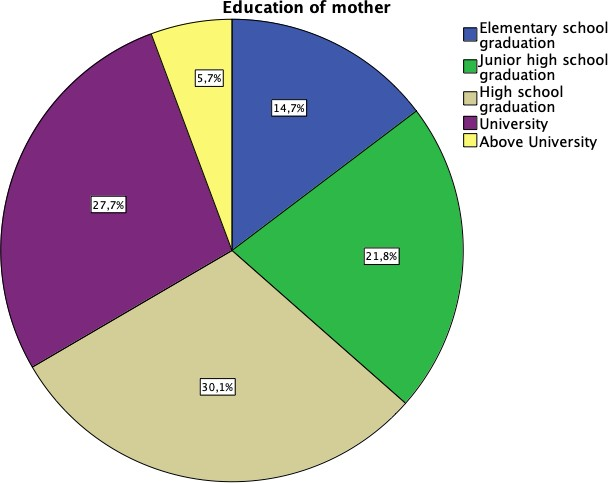 Education of mother
Elementary school
graduation
Junior high school
graduation
High school
graduation
University
Above University
5,7%
14,7%
27,7%
21,8%
30,1%